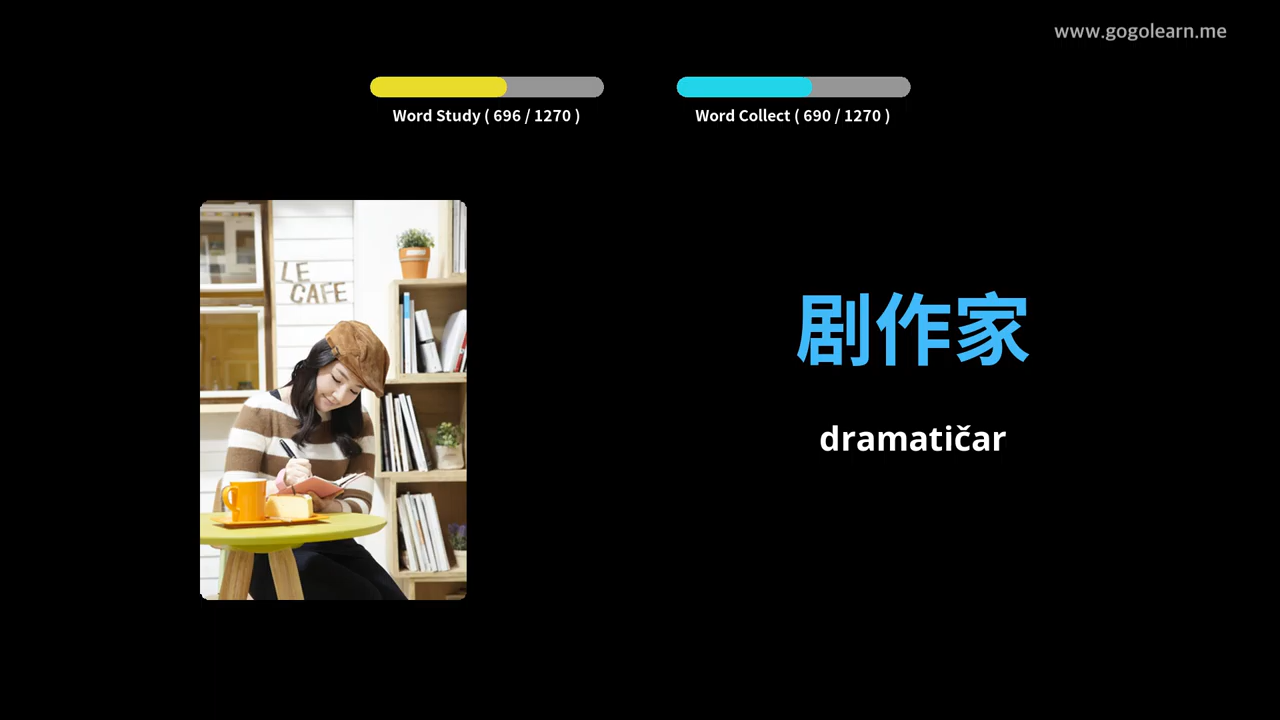 www.gogolearn.me
Word Study ( 696 / 1270 )
Word Collect ( 690 / 1270 )
LE
CAFE
剧作家
dramatičar